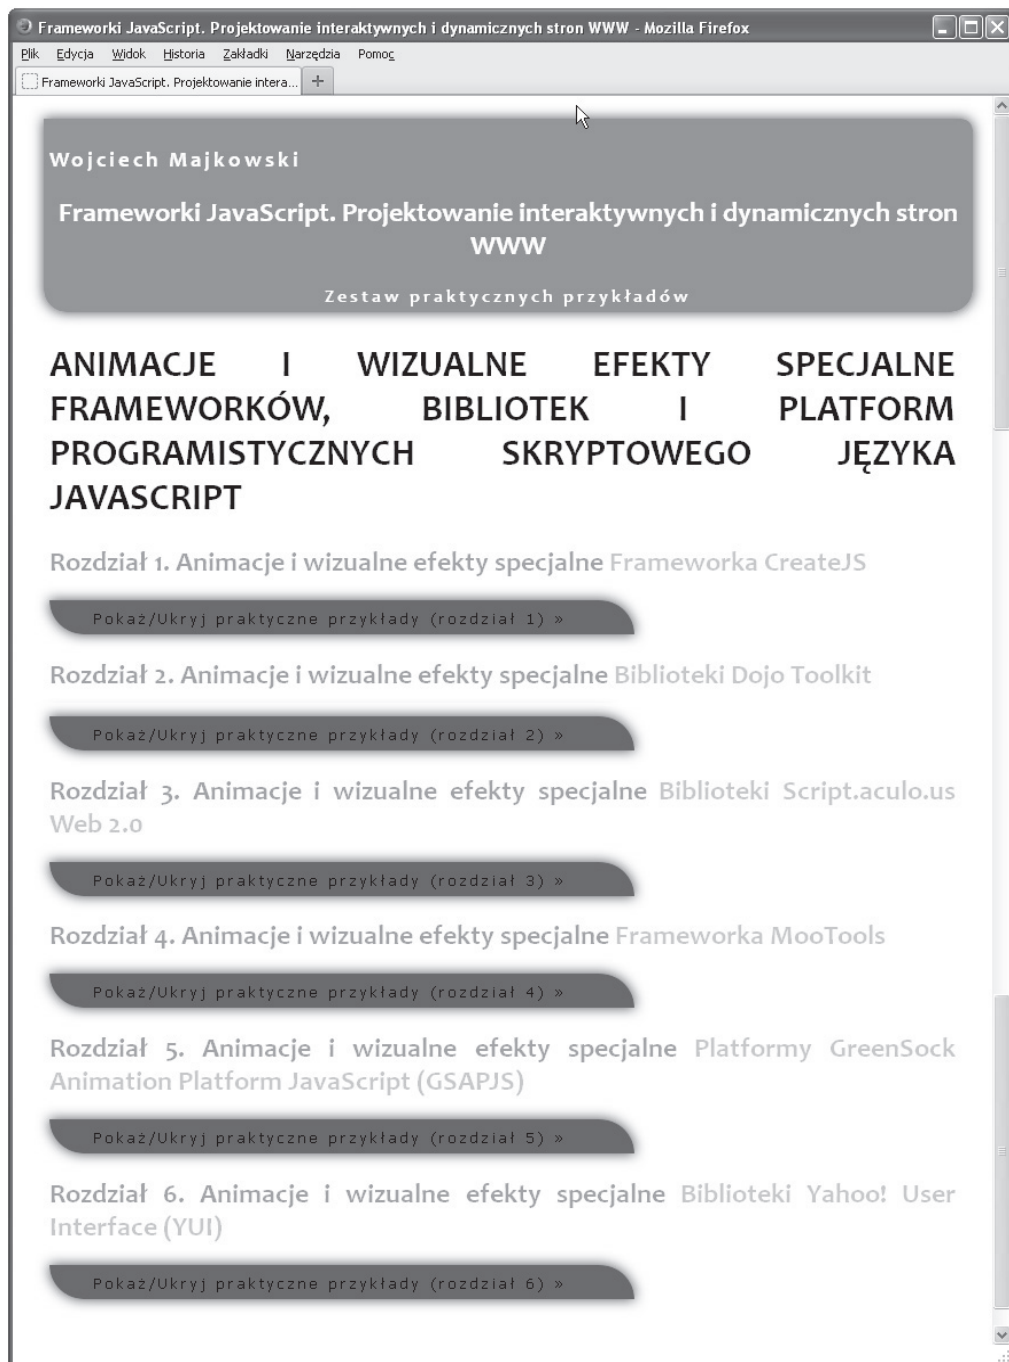 Frameworki JavaScript. Projektowanie interaktywnych i dynamicznych stron WWW - Mozilla Firefox
Plik Edycja Widok Historia Zakładki Narzędzia Pomoc
Frameworki JavaScript. Projektowanie intera...
Wojciech Majkowski
Frameworki JavaScript. Projektowanie interaktywnych i dynamicznych stron
WWW
Zestaw praktycznych przykładów
ANIMACJE I WIZUALNE EFEKTY SPECJALNE
FRAMEWORKÓW, BIBLIOTEK I PLATFORM
PROGRAMISTYCZNYCH SKRYPTOWEGO JĘZYKA
JAVASCRIPT
Rozdział 1. Animacje i wizualne efekty specjalne Frameworka CreateJS
Pokaż/Ukryj praktyczne przykłady (rozdział 1) »
Rozdział 2. Animacje i wizualne efekty specjalne Biblioteki Dojo Toolkit
Pokaż/Ukryj praktyczne przykłady (rozdział 2) »
Rozdział 3. Animacje i wizualne efekty specjalne Biblioteki Script.aculo.us
Web 2.0
Pokaż/Ukryj praktyczne przykłady (rozdział 3) »
Rozdział 4. Animacje i wizualne efekty specjalne Frameworka MooTools
Pokaż/Ukryj praktyczne przykłady (rozdział 4) »
Rozdział 5. Animacje i wizualne efekty specjalne Platformy GreenSock
Animation Platform JavaScript (GSAPJS)
Pokaż/Ukryj praktyczne przykłady (rozdział 5) »
Rozdział 6. Animacje i wizualne efekty specjalne Biblioteki Yahoo! User
Interface (YUI)
Pokaż/Ukryj praktyczne przykłady (rozdział 6) »